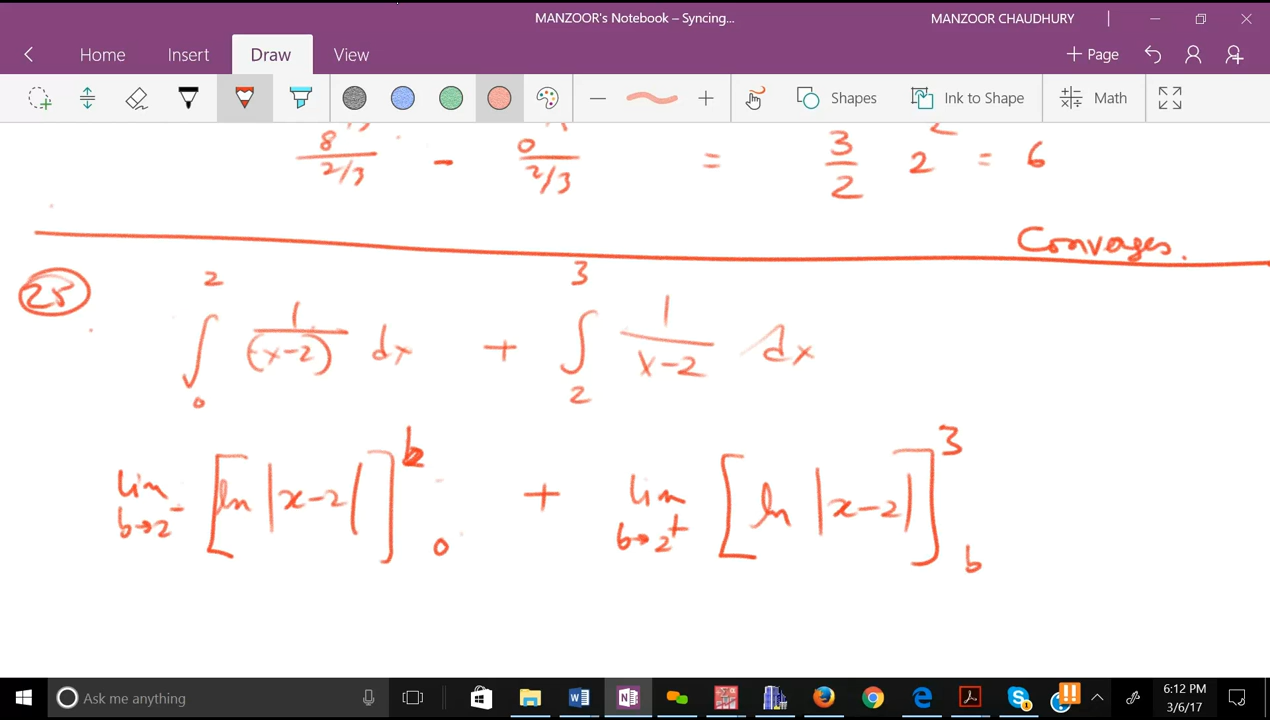 MANZOOR's Notebook – Syncing...
MANZOOR CHAUDHURY
Home Insert Draw View
Page
Shapes Ink to Shape Math
8 / 2/3 - 0 / 2/3 = 3/2 2² = 6
Converges.
25
∫₀² 1/(x-2) dx + ∫₂³ 1/x-2 dx
lim b→2⁻ [ln |x-2|]₀ᵇ + lim b→2⁺ [ln |x-2|]_b³
Ask me anything
6:12 PM
3/6/17